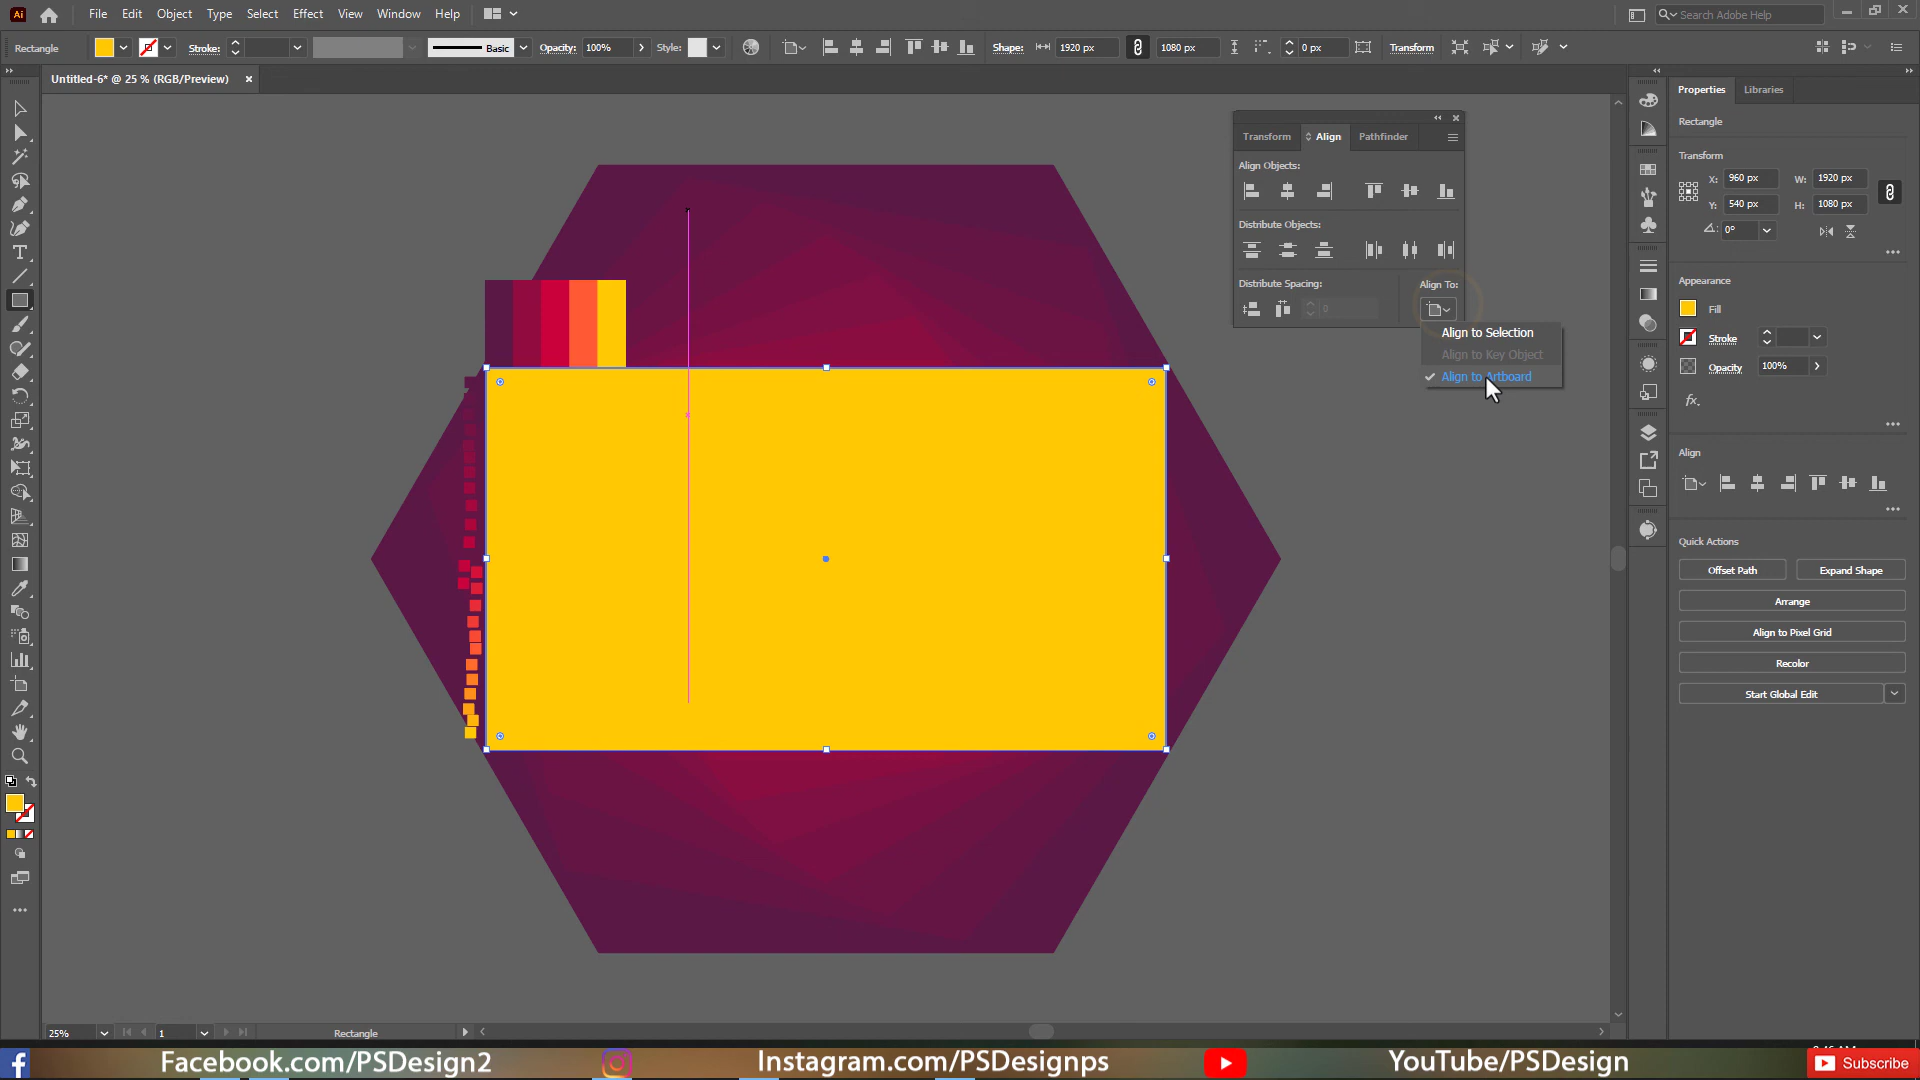 Ai File Edit Object Type Select Effect View Window Help Search Adobe Help
Rectangle Stroke: Basic Opacity: 100% Style: Shape: 1920 px 1080 px 0 px Transform
Untitled-6* @ 25 % (RGB/Preview)
Properties Libraries
Rectangle
Transform
X: 960 px W: 1920 px
Y: 540 px H: 1080 px
0°
Appearance
Fill
Stroke
Opacity 100%
fx.
Align
Quick Actions
Offset Path Expand Shape
Arrange
Align to Pixel Grid
Recolor
Start Global Edit
Transform Align Pathfinder
Align Objects:
Distribute Objects:
Distribute Spacing: Align To:
0
Align to Selection
Align to Key Object
Align to Artboard
25% 1 Rectangle
Facebook.com/PSDesign2 Instagram.com/PSDesignps YouTube/PSDesign Subscribe